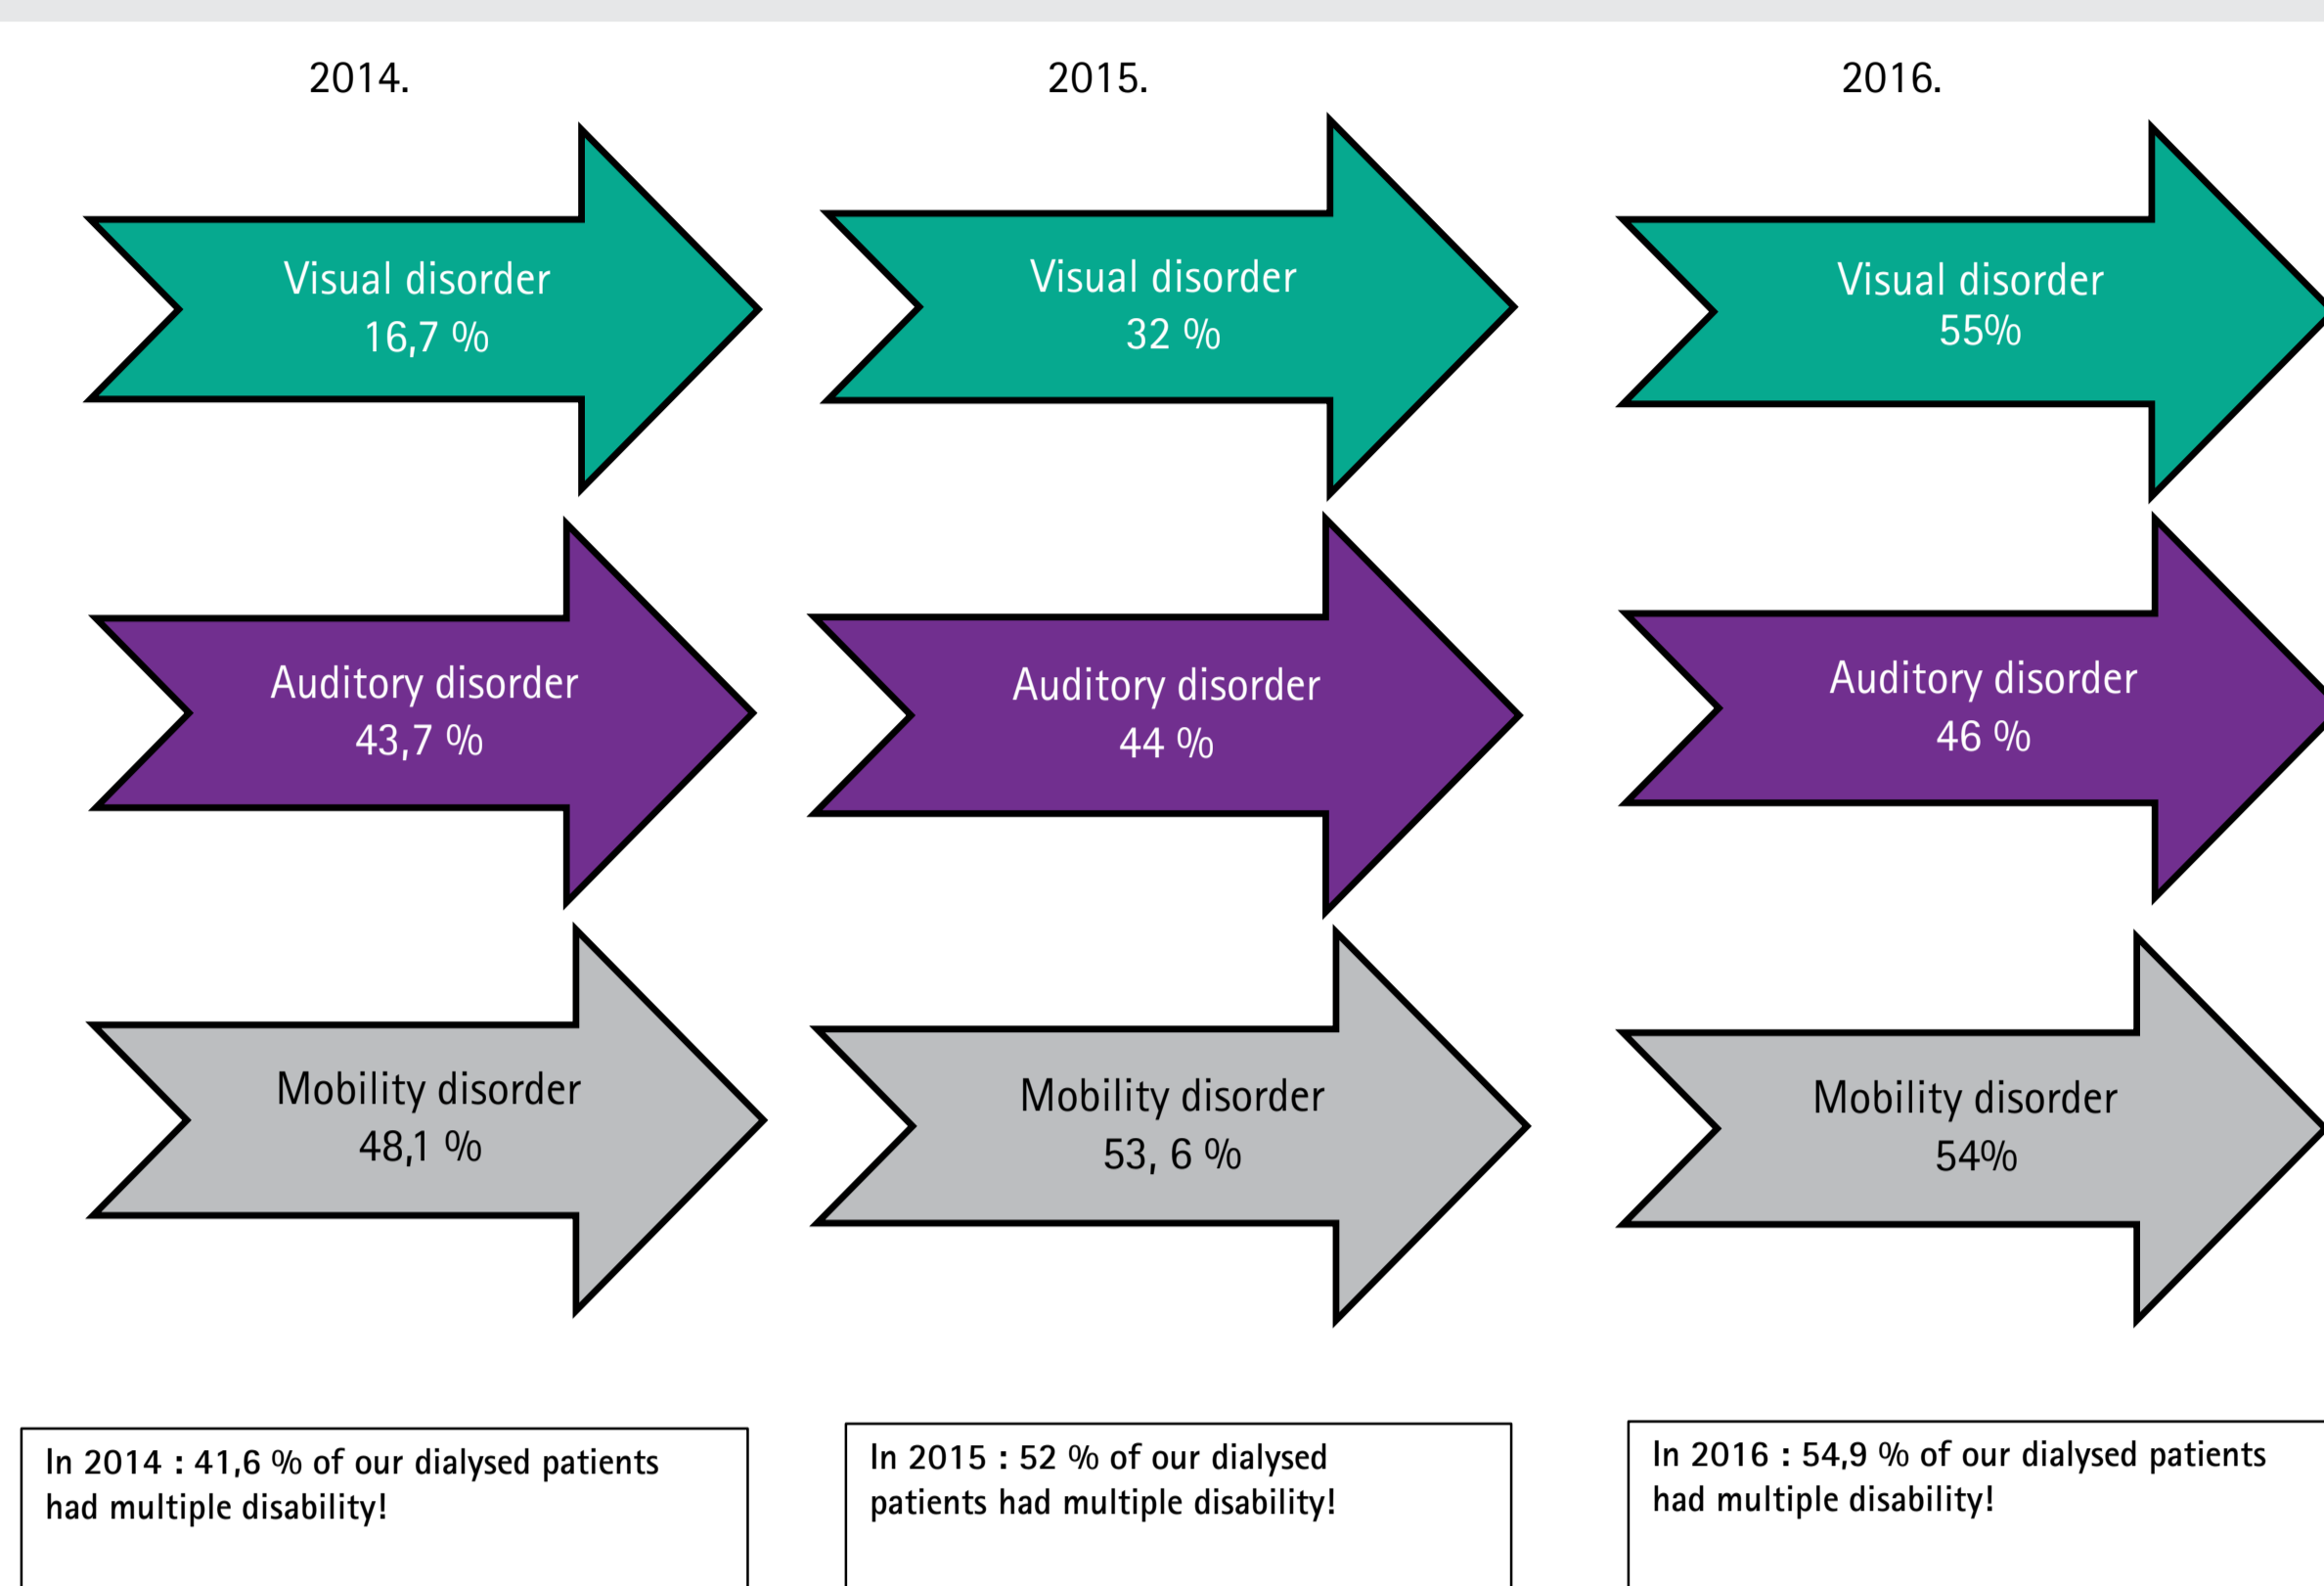 2014.
2015.
2016.
Visual disorder
16,7 %
Visual disorder
32 %
Visual disorder
55%
Auditory disorder
43,7 %
Auditory disorder
44 %
Auditory disorder
46 %
Mobility disorder
48,1 %
Mobility disorder
53, 6 %
Mobility disorder
54%
In 2014 : 41,6 % of our dialysed patients
had multiple disability!
In 2015 : 52 % of our dialysed
patients had multiple disability!
In 2016 : 54,9 % of our dialysed patients
had multiple disability!